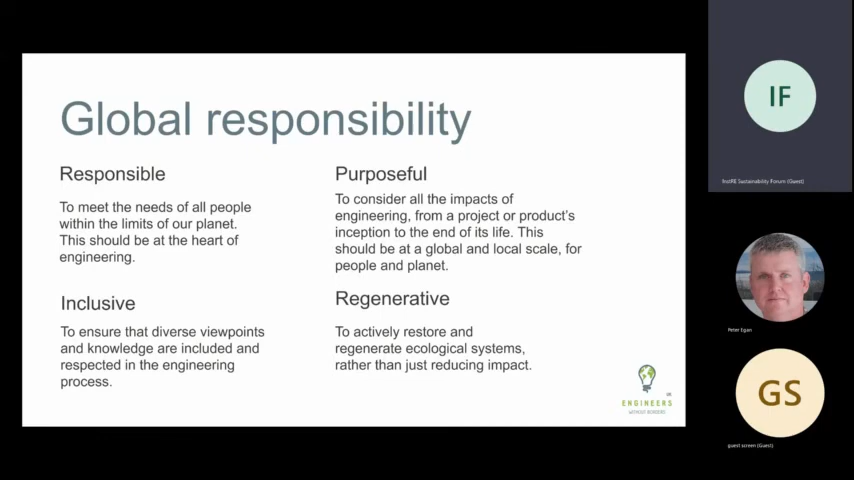 Global responsibility
Responsible
To meet the needs of all people
within the limits of our planet.
This should be at the heart of
engineering.
Purposeful
To consider all the impacts of
engineering, from a project or product's
inception to the end of its life. This
should be at a global and local scale, for
people and planet.
Inclusive
To ensure that diverse viewpoints
and knowledge are included and
respected in the engineering
process.
Regenerative
To actively restore and
regenerate ecological systems,
rather than just reducing impact.
UK
ENGINEERS
WITHOUT BORDERS
IF
Sustainability Forum (Guest)
Peter Egan
GS
guest screen (Guest)